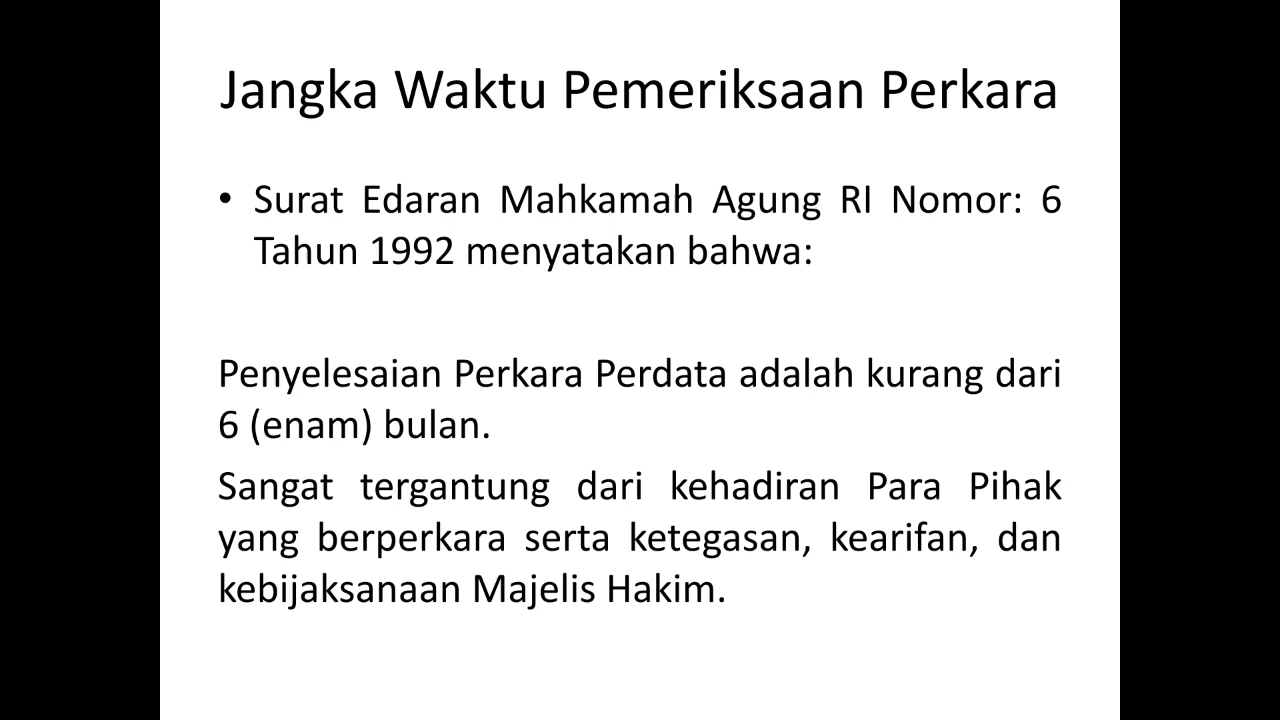 Jangka Waktu Pemeriksaan Perkara
• Surat Edaran Mahkamah Agung RI Nomor: 6
Tahun 1992 menyatakan bahwa:
Penyelesaian Perkara Perdata adalah kurang dari
6 (enam) bulan.
Sangat tergantung dari kehadiran Para Pihak
yang berperkara serta ketegasan, kearifan, dan
kebijaksanaan Majelis Hakim.